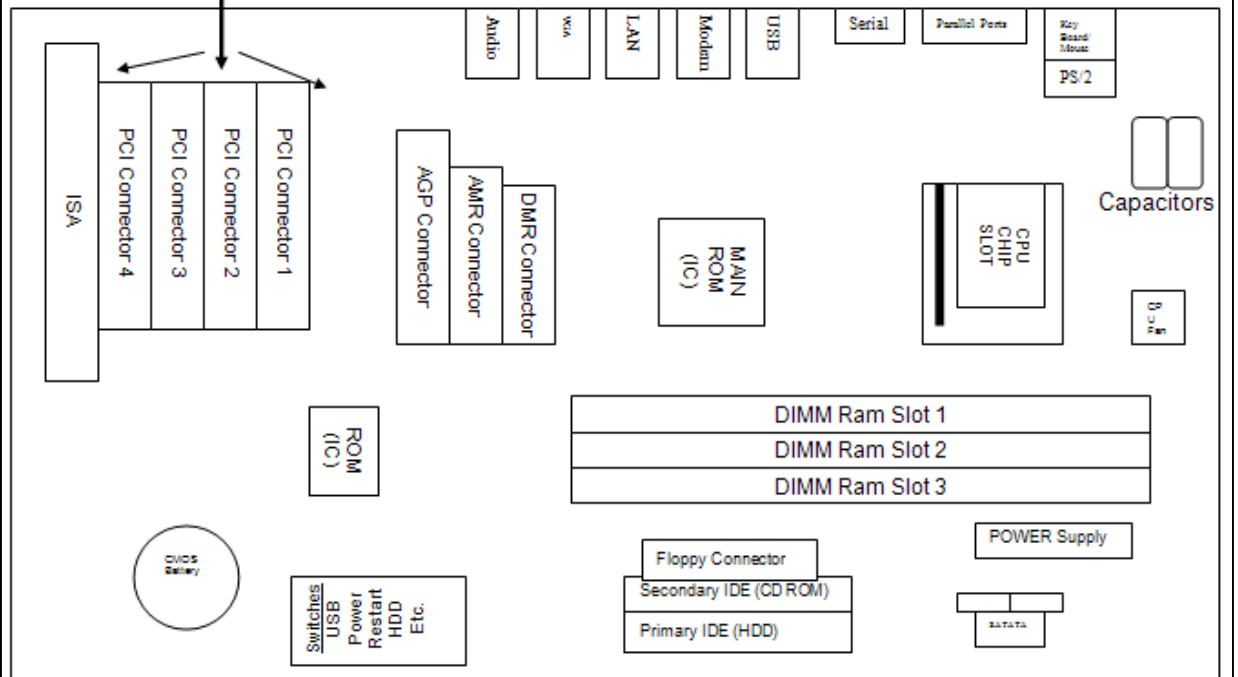 Audio
VGA
LAN
Modem
USB
Serial
Parallel Ports
Key
Board/
Mouse
PS/2
ISA
PCI Connector 4
PCI Connector 3
PCI Connector 2
PCI Connector 1
AGP Connector
AMR Connector
DMR Connector
MAIN
ROM
(IC)
CPU
CHIP
SLOT
Capacitors
CP
U
Fan
ROM
(IC)
DIMM Ram Slot 1
DIMM Ram Slot 2
DIMM Ram Slot 3
CMOS
Battery
Switches
USB
Power
Restart
HDD
Etc.
Floppy Connector
Secondary IDE (CD ROM)
Primary IDE (HDD)
POWER Supply
SATATA